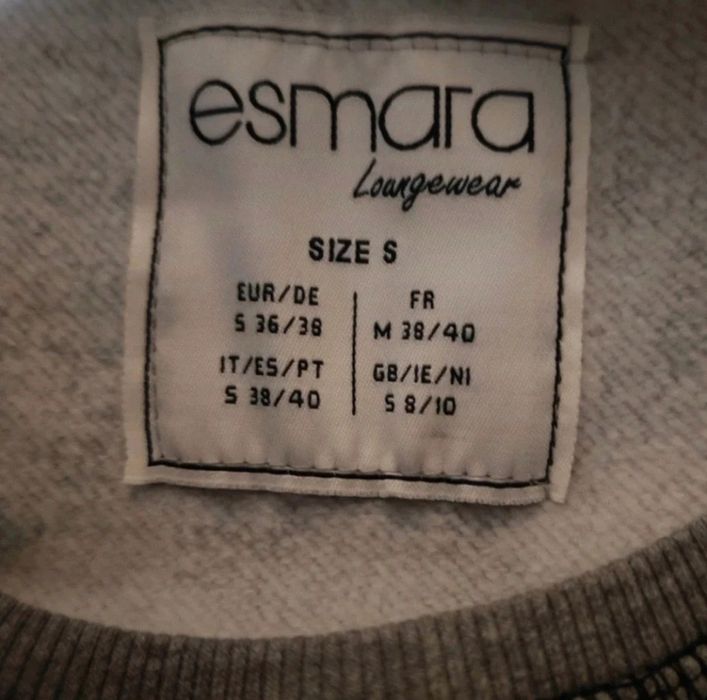 esmara
Loungewear
SIZE S
EUR/DE
S 36/38
IT/ES/PT
S 38/40
FR
M 38/40
GB/IE/NI
S 8/10